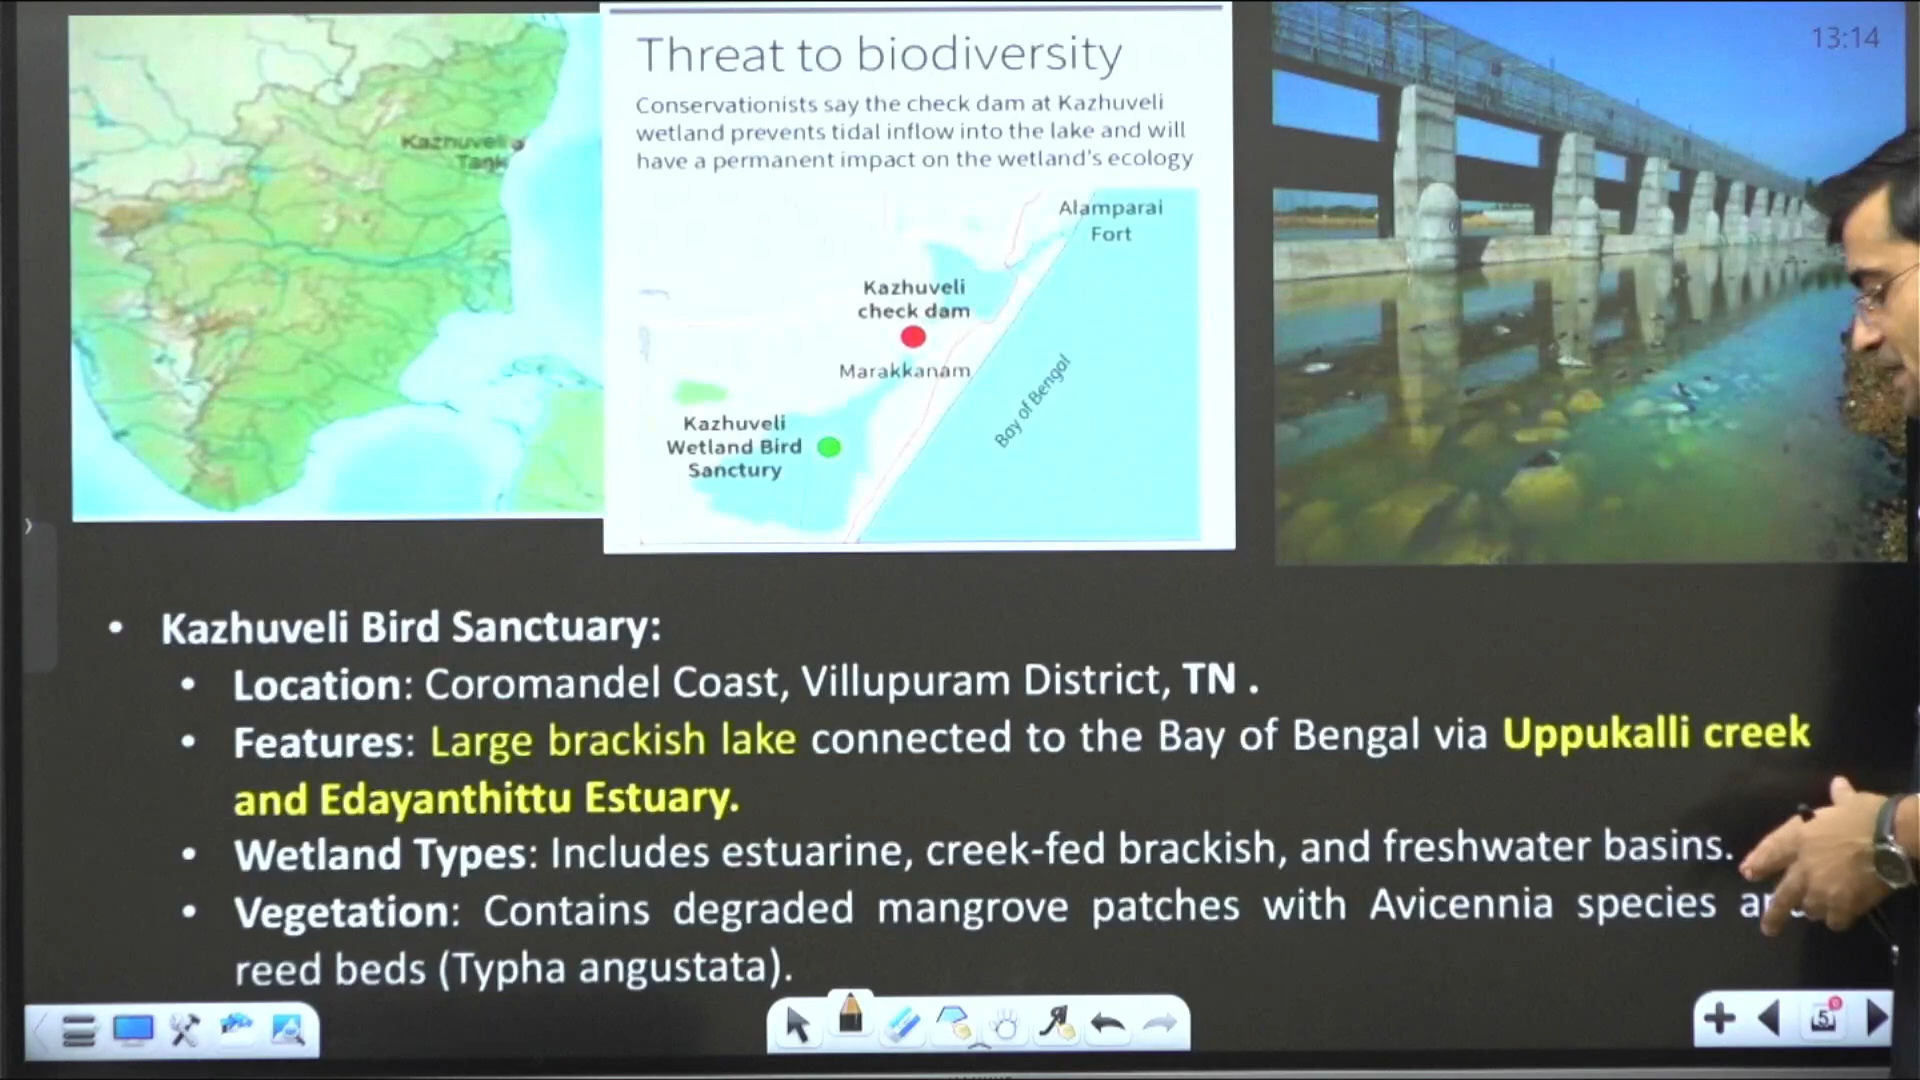 Kazhuveli
Tank
Threat to biodiversity
Conservationists say the check dam at Kazhuveli
wetland prevents tidal inflow into the lake and will
have a permanent impact on the wetland's ecology
Alamparai
Fort
Kazhuveli
check dam
Marakkanam
Bay of Bengal
Kazhuveli
Wetland Bird
Sanctury
13:14
• Kazhuveli Bird Sanctuary:
• Location: Coromandel Coast, Villupuram District, TN .
• Features: Large brackish lake connected to the Bay of Bengal via Uppukalli creek
and Edayanthittu Estuary.
• Wetland Types: Includes estuarine, creek-fed brackish, and freshwater basins.
• Vegetation: Contains degraded mangrove patches with Avicennia species
reed beds (Typha angustata).
5